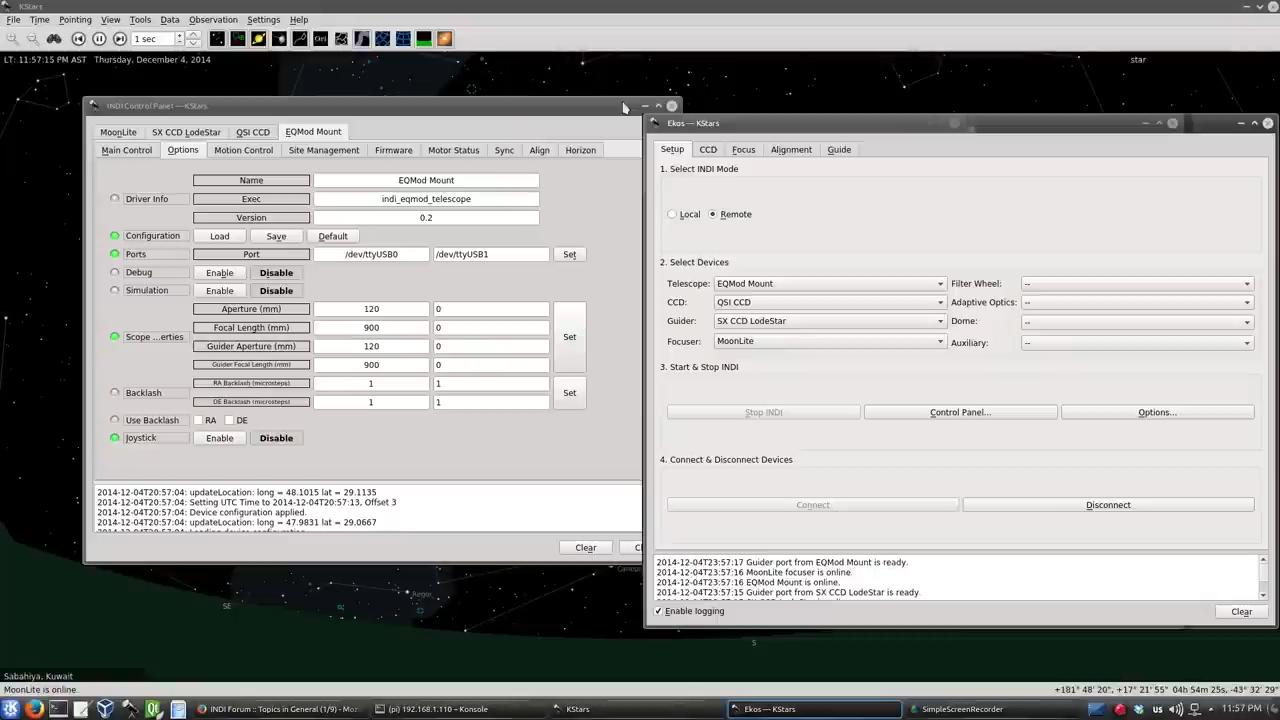 KStars
File Time Pointing View Tools Data Observation Settings Help
1 sec
LT: 11:57:15 PM AST Thursday, December 4, 2014
star
INDI Control Panel — KStars
MoonLite SX CCD LodeStar QSI CCD EQMod Mount
Main Control Options Motion Control Site Management Firmware Motor Status Sync Align Horizon
Name EQMod Mount
Driver Info Exec indi_eqmod_telescope
Version 0.2
Configuration Load Save Default
Ports Port /dev/ttyUSB0 /dev/ttyUSB1 Set
Debug Enable Disable
Simulation Enable Disable
Aperture (mm) 120 0
Focal Length (mm) 900 0
Scope ...erties Set
Guider Aperture (mm) 120 0
Guider Focal Length (mm) 900 0
RA Backlash (microsteps) 1 1
Backlash Set
DE Backlash (microsteps) 1 1
Use Backlash RA DE
Joystick Enable Disable
2014-12-04T20:57:04: updateLocation: long = 48.1015 lat = 29.1135
2014-12-04T20:57:04: Setting UTC Time to 2014-12-04T20:57:13, Offset 3
2014-12-04T20:57:04: Device configuration applied.
2014-12-04T20:57:04: updateLocation: long = 47.9831 lat = 29.0667
Clear
Ekos — KStars
Setup CCD Focus Alignment Guide
1. Select INDI Mode
Local Remote
2. Select Devices
Telescope: EQMod Mount Filter Wheel: --
CCD: QSI CCD Adaptive Optics: --
Guider: SX CCD LodeStar Dome: --
Focuser: MoonLite Auxiliary: --
3. Start & Stop INDI
Stop INDI Control Panel... Options...
4. Connect & Disconnect Devices
Connect Disconnect
2014-12-04T23:57:17 Guider port from EQMod Mount is ready.
2014-12-04T23:57:16 MoonLite focuser is online.
2014-12-04T23:57:16 EQMod Mount is online.
2014-12-04T23:57:15 Guider port from SX CCD LodeStar is ready.
Enable logging Clear
Regor
SE
S
Sabahiya, Kuwait
MoonLite is online.
+181° 48' 20", +17° 21' 55" 04h 54m 25s, -43° 32' 29"
INDI Forum :: Topics in General (1/9) - Moz
(pi) 192.168.1.110 — Konsole
KStars
Ekos — KStars
SimpleScreenRecorder
us
11:57 PM